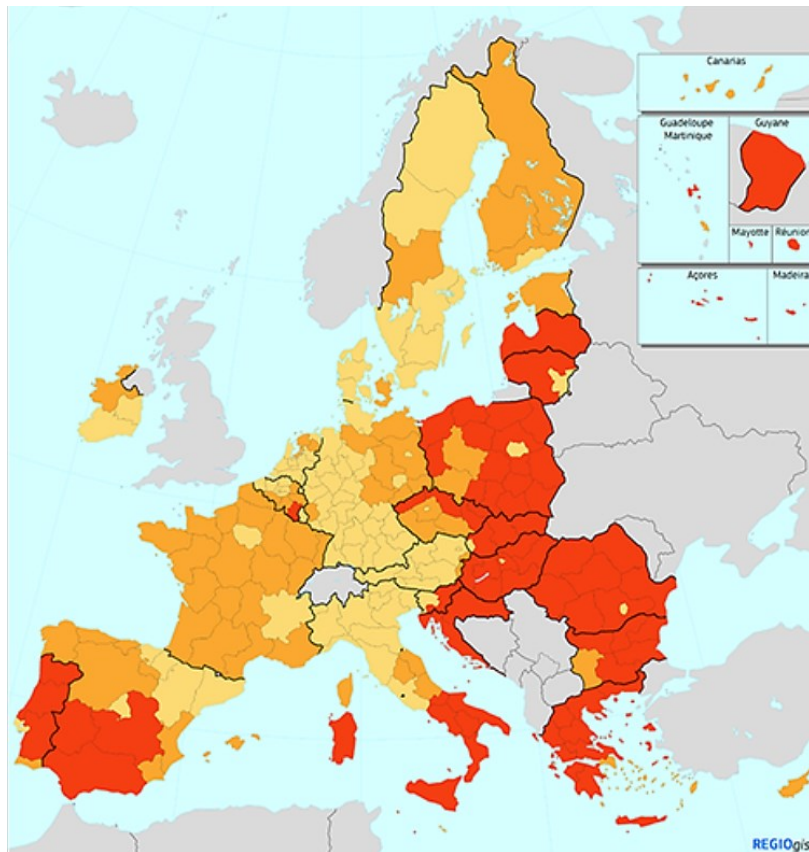 Canarias
Guadeloupe
Martinique
Guyane
Mayotte
Réunion
Açores
Madeira
REGIOgis